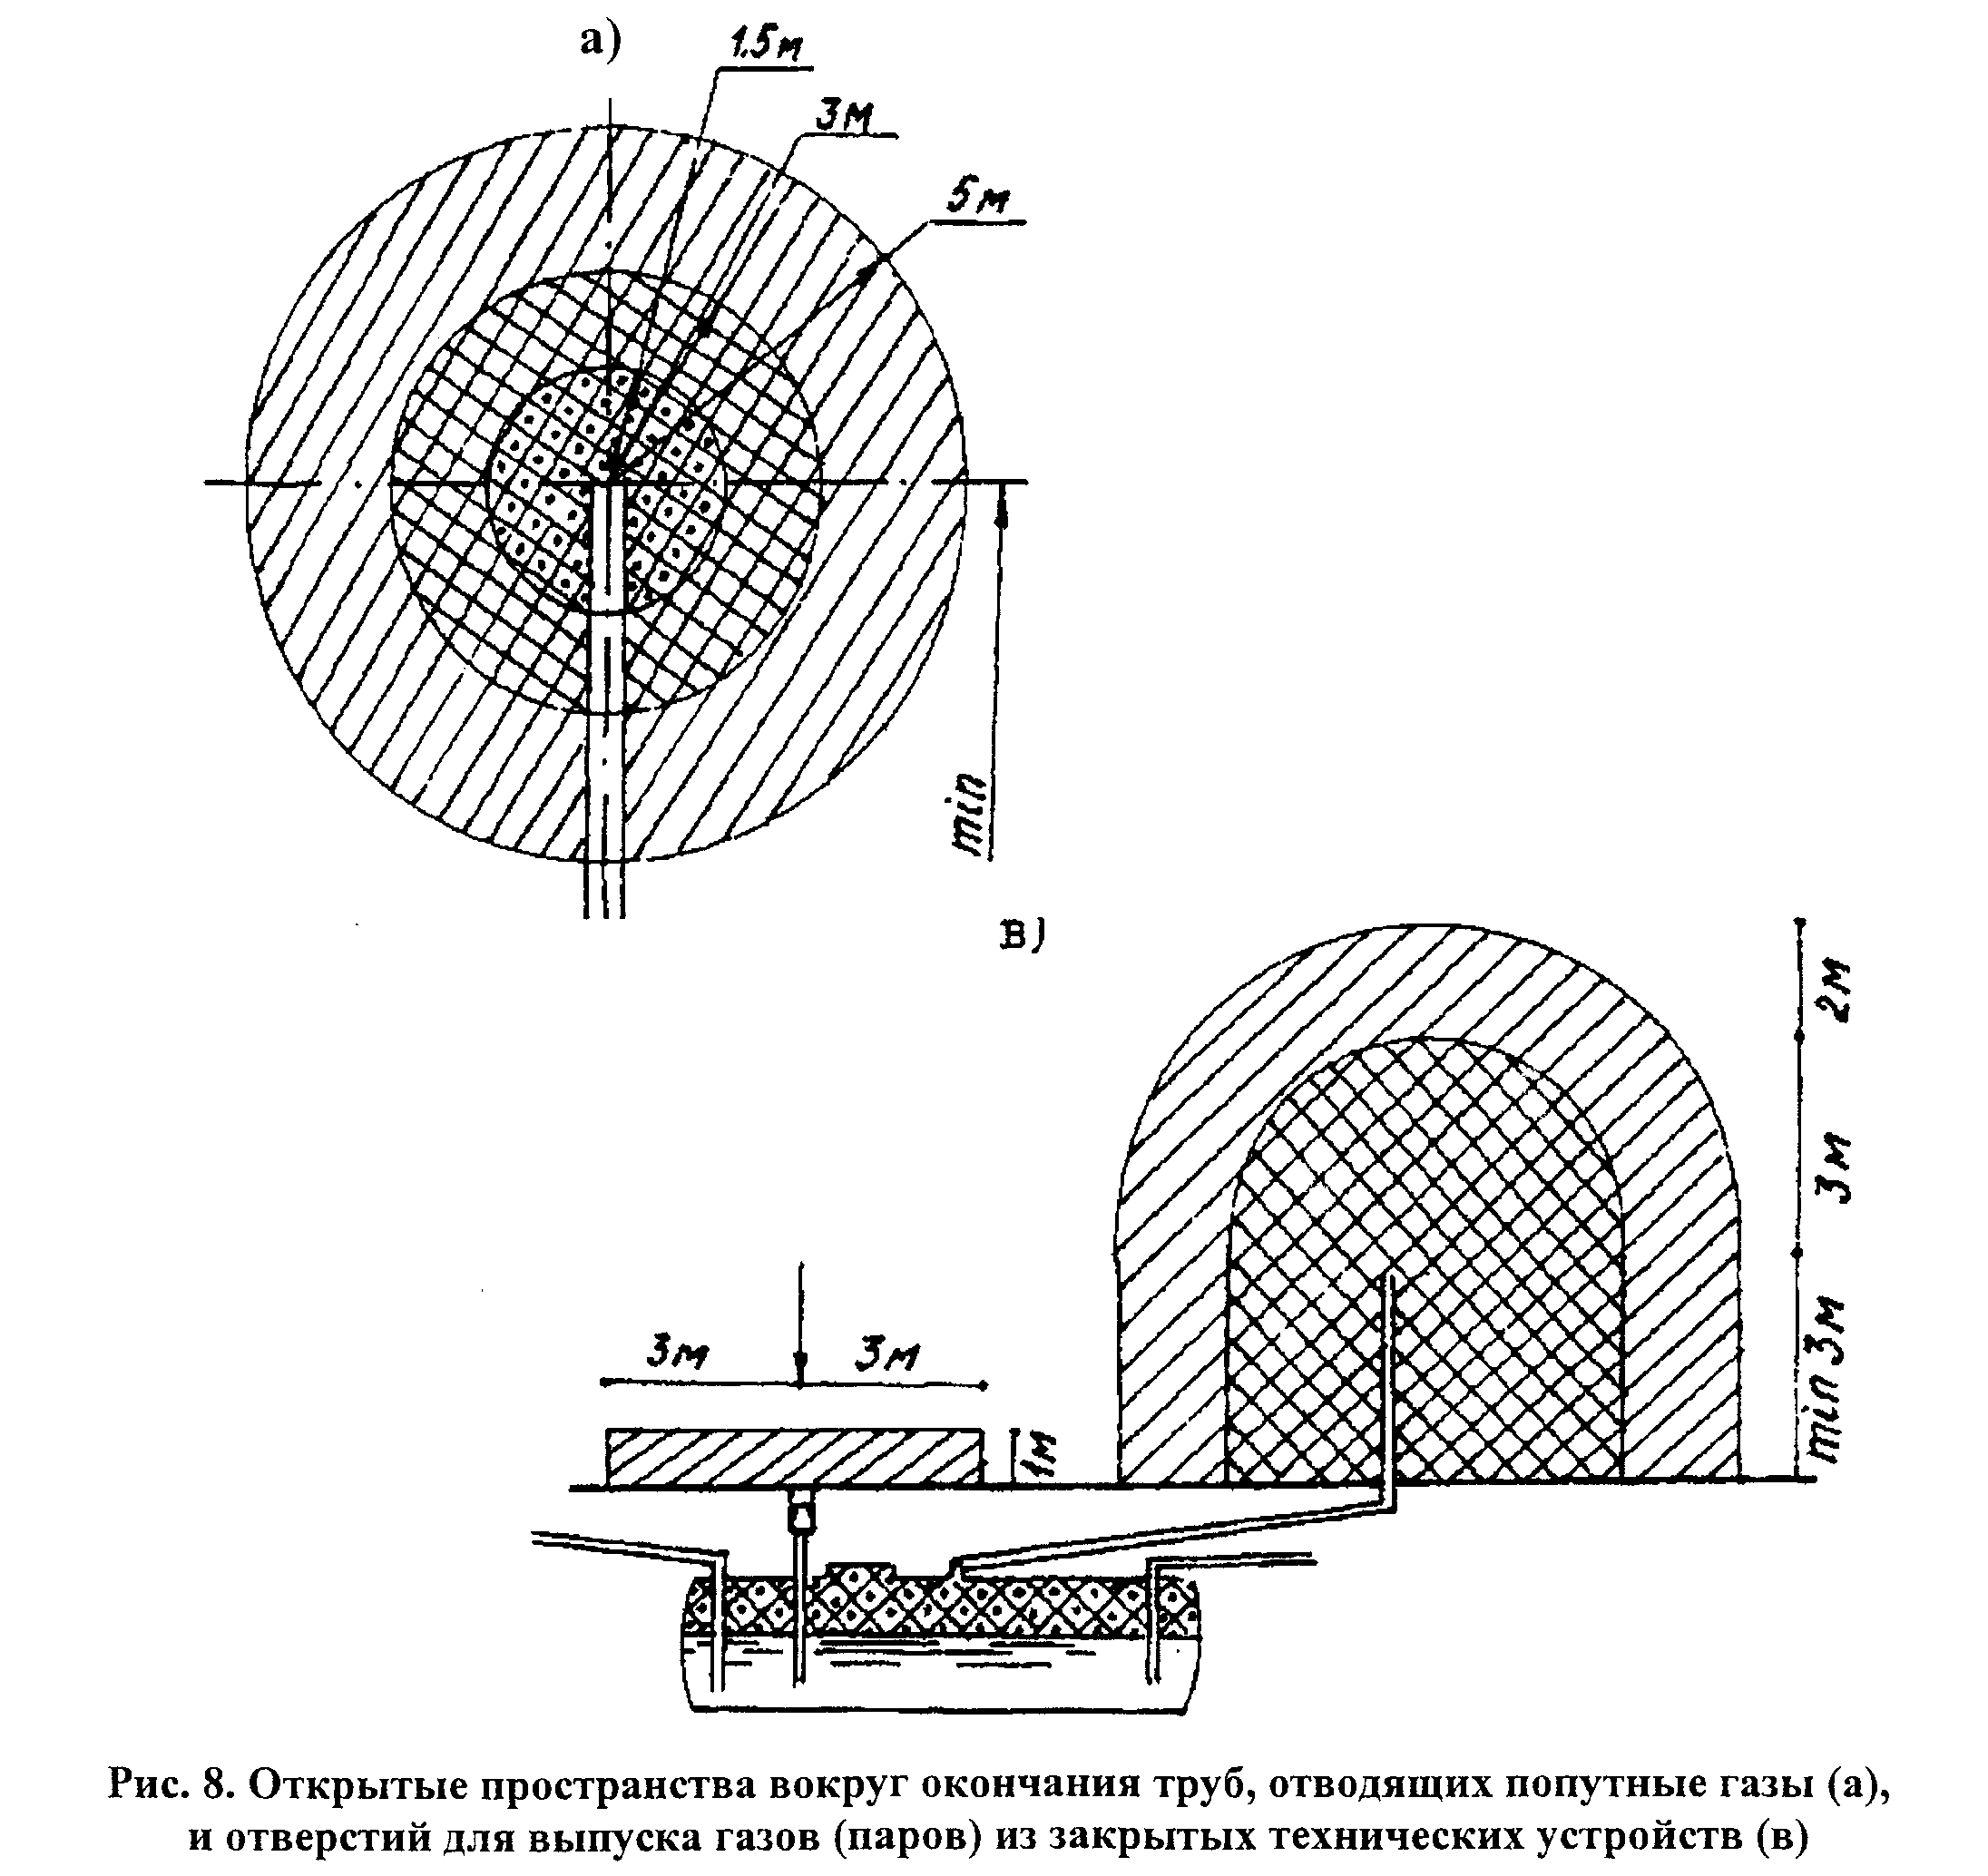 а)
1.5м
3м
5м
min
в)
2м
3м
min 3м
3м
3м
1м
Рис. 8. Открытые пространства вокруг окончания труб, отводящих попутные газы (а),
и отверстий для выпуска газов (паров) из закрытых технических устройств (в)